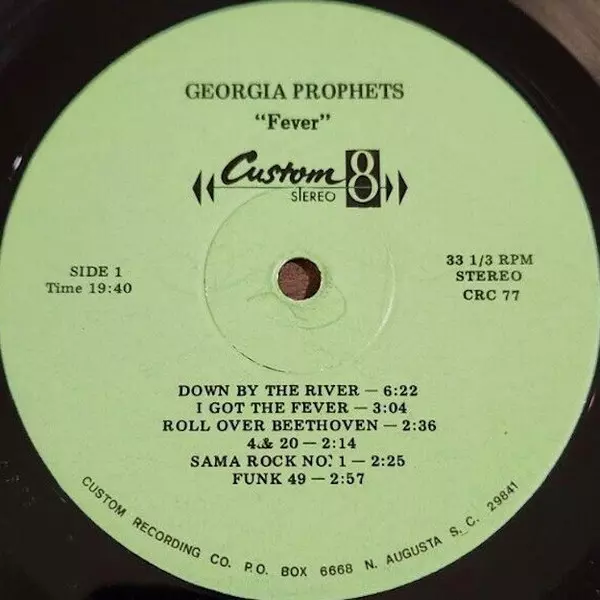 GEORGIA PROPHETS
"Fever"
Custom 8
STEREO
SIDE 1
Time 19:40
33 1/3 RPM
STEREO
CRC 77
DOWN BY THE RIVER — 6:22
I GOT THE FEVER — 3:04
ROLL OVER BEETHOVEN — 2:36
4 & 20 — 2:14
SAMA ROCK NO. 1 — 2:25
FUNK 49 — 2:57
CUSTOM RECORDING CO. P.O. BOX 6668 N. AUGUSTA S. C. 29841